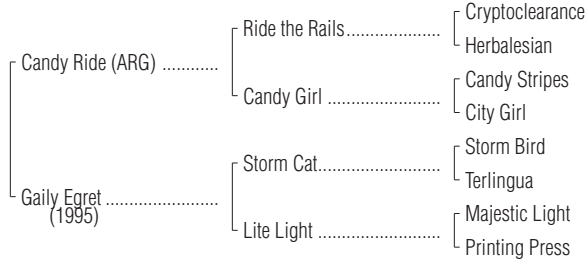 Cryptoclearance
Ride the Rails
Herbalesian
Candy Ride (ARG)
Candy Stripes
Candy Girl
City Girl
Storm Bird
Storm Cat
Terlingua
Gaily Egret
(1995)
Majestic Light
Lite Light
Printing Press